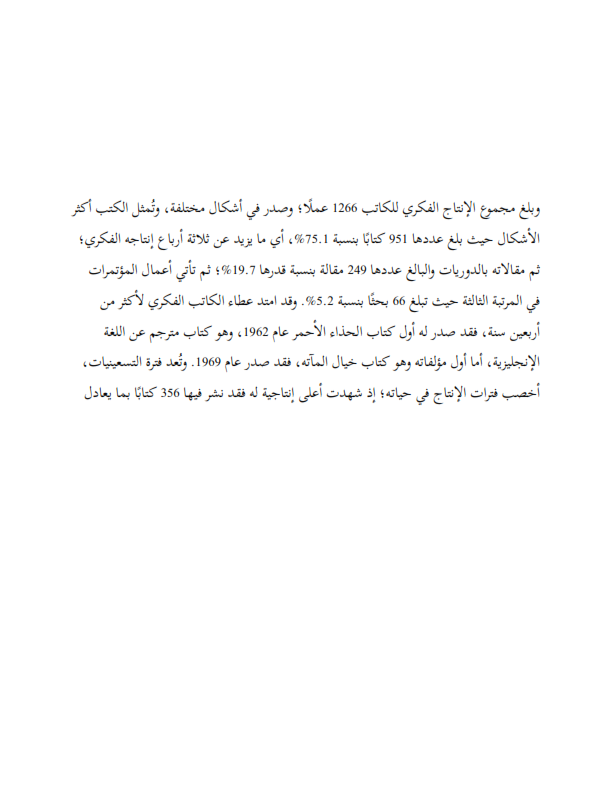 وبلغ مجموع الإنتاج الفكري للكاتب 1266 عملًا؛ وصدر في أشكال مختلفة، وتُمثل الكتب أكثر
الأشكال حيث بلغ عددها 951 كتابًا بنسبة 75.1%، أي ما يزيد عن ثلاثة أرباع إنتاجه الفكري؛
ثم مقالاته بالدوريات والبالغ عددها 249 مقالة بنسبة قدرها 19.7%؛ ثم تأتي أعمال المؤتمرات
في المرتبة الثالثة حيث تبلغ 66 بحثًا بنسبة 5.2%. وقد امتد عطاء الكاتب الفكري لأكثر من
أربعين سنة، فقد صدر له أول كتاب الحذاء الأحمر عام 1962، وهو كتاب مترجم عن اللغة
الإنجليزية، أما أول مؤلفاته وهو كتاب خيال المآته، فقد صدر عام 1969. وتُعد فترة التسعينيات،
أخصب فترات الإنتاج في حياته؛ إذ شهدت أعلى إنتاجية له فقد نشر فيها 356 كتابًا بما يعادل